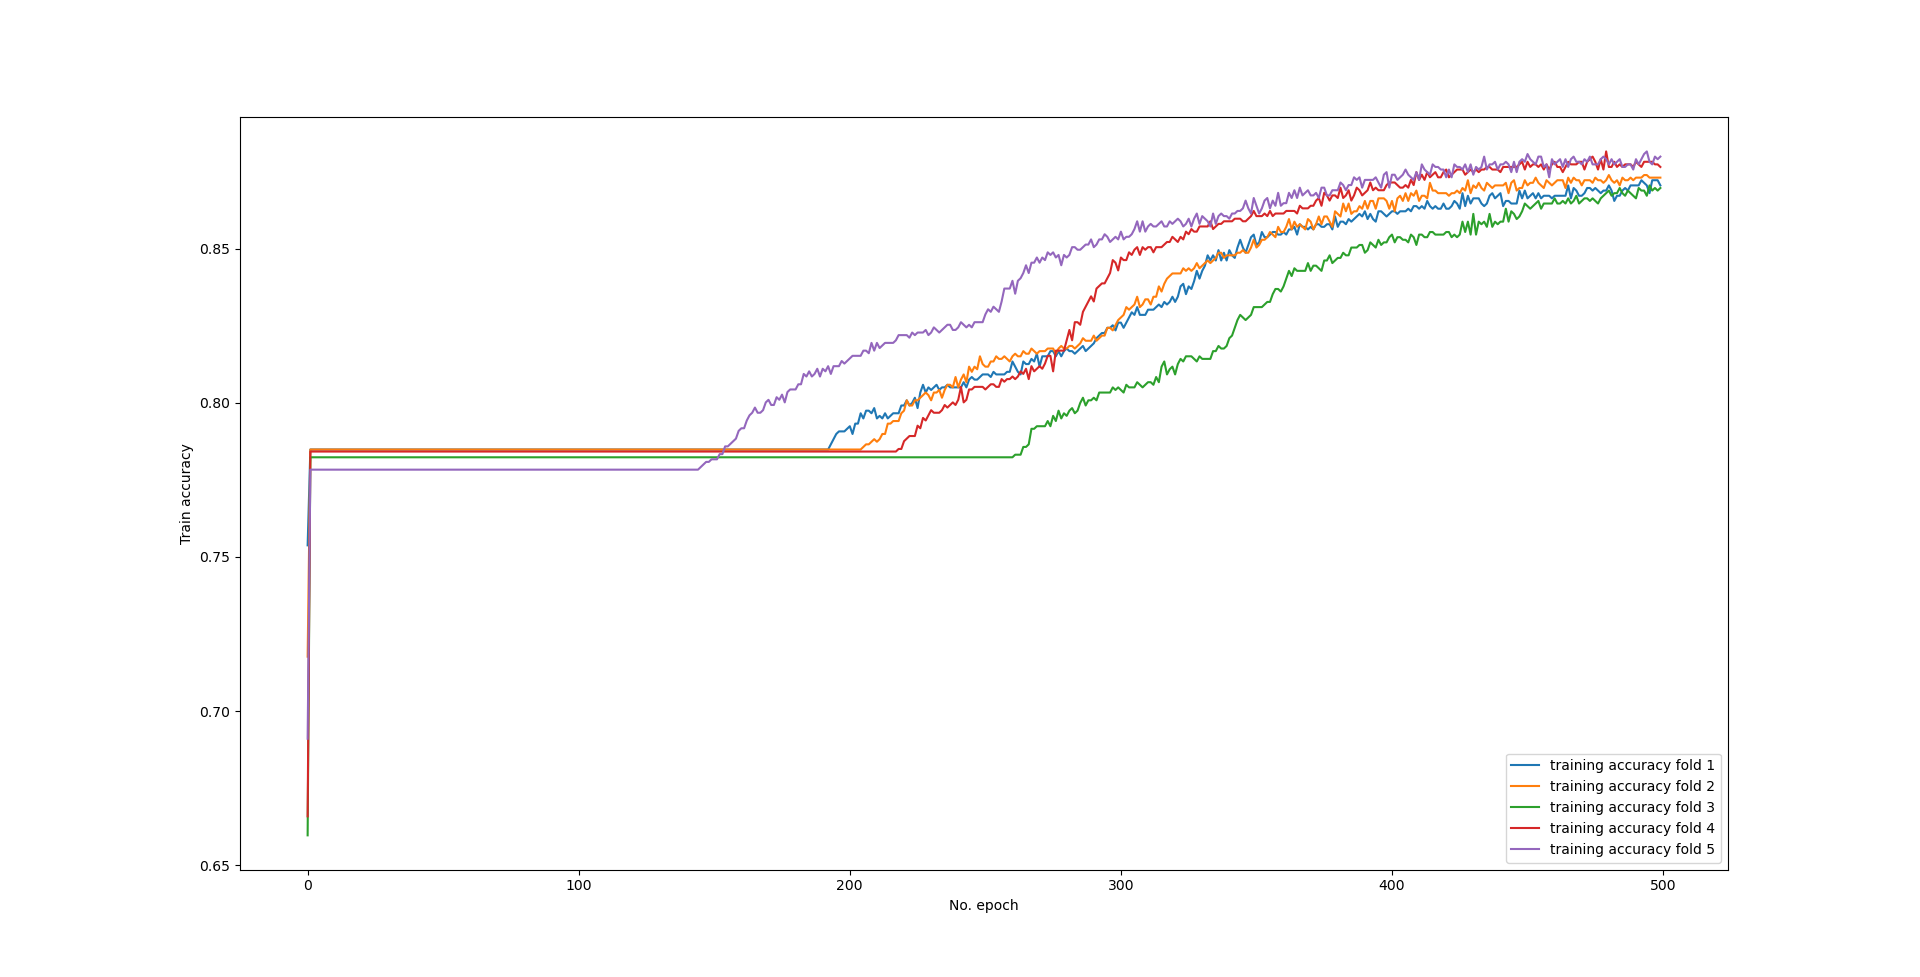 0.85
0.80
0.75
0.70
0.65
Train accuracy
0 100 200 300 400 500
No. epoch
training accuracy fold 1
training accuracy fold 2
training accuracy fold 3
training accuracy fold 4
training accuracy fold 5